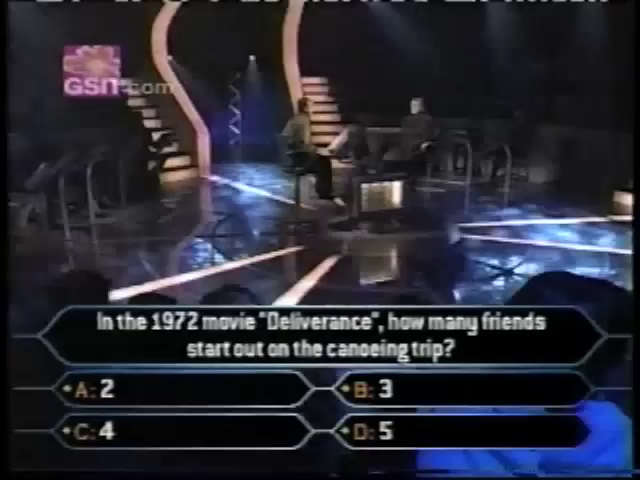 GSN.com
In the 1972 movie "Deliverance", how many friends
start out on the canoeing trip?
A: 2
B: 3
C: 4
D: 5